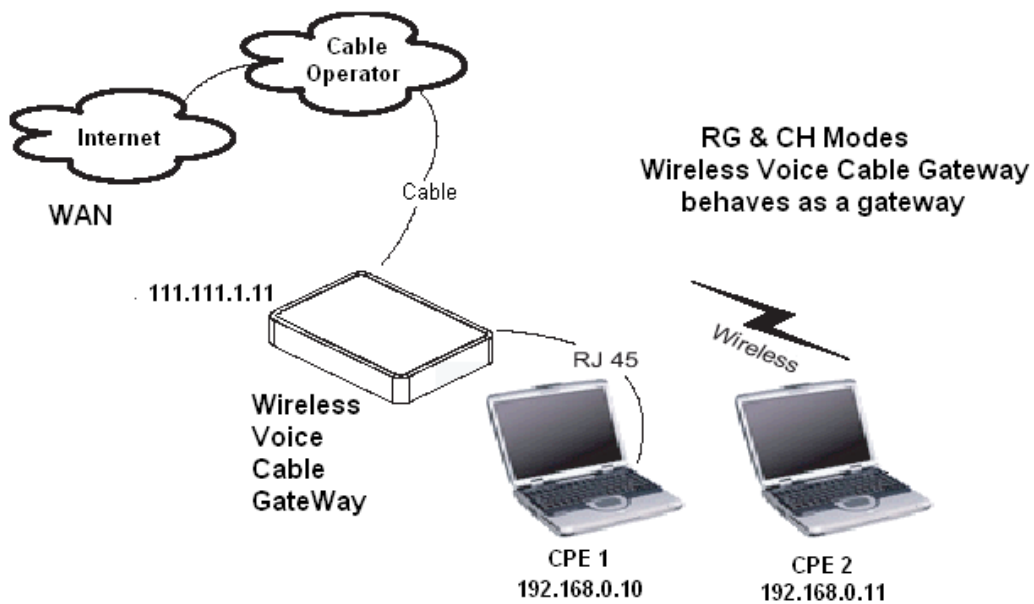 Cable
Operator
Internet
WAN
Cable
RG & CH Modes
Wireless Voice Cable Gateway
behaves as a gateway
. 111.111.1.11
Wireless
RJ 45
Wireless
Voice
Cable
GateWay
CPE 1
192.168.0.10
CPE 2
192.168.0.11